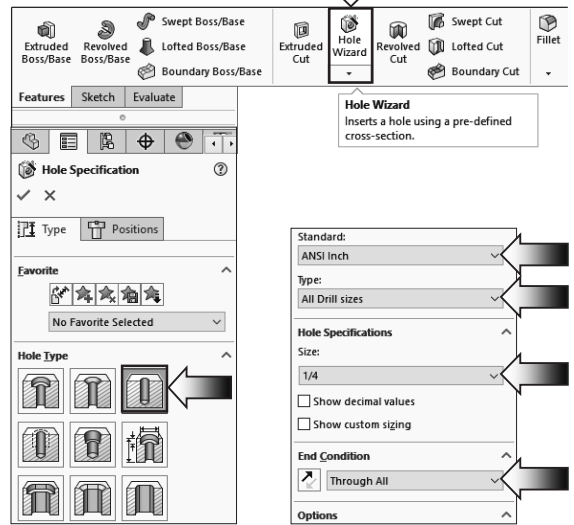 Extruded Boss/Base
Revolved Boss/Base
Swept Boss/Base
Lofted Boss/Base
Boundary Boss/Base
Extruded Cut
Hole Wizard
Revolved Cut
Swept Cut
Lofted Cut
Boundary Cut
Fillet
Features Sketch Evaluate
Hole Wizard
Inserts a hole using a pre-defined
cross-section.
Hole Specification
Type Positions
Favorite
No Favorite Selected
Hole Type
Standard:
ANSI Inch
Type:
All Drill sizes
Hole Specifications
Size:
1/4
Show decimal values
Show custom sizing
End Condition
Through All
Options